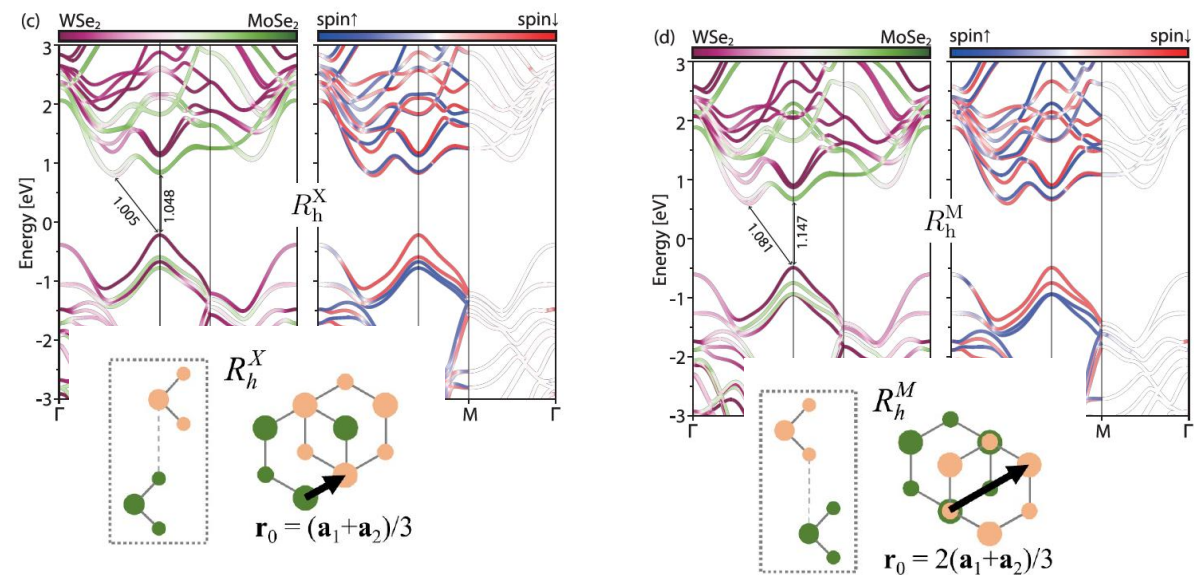 (c)
WSe₂ MoSe₂ spin↑ spin↓
3
2
1
0
-1
-2
-3
Energy [eV]
1.005
1.048
R_h^X
Γ M Γ
R_h^X
r₀ = (a₁+a₂)/3
(d)
WSe₂ MoSe₂ spin↑ spin↓
3
2
1
0
-1
-2
-3
Energy [eV]
1.081
1.147
R_h^M
Γ M Γ
R_h^M
r₀ = 2(a₁+a₂)/3